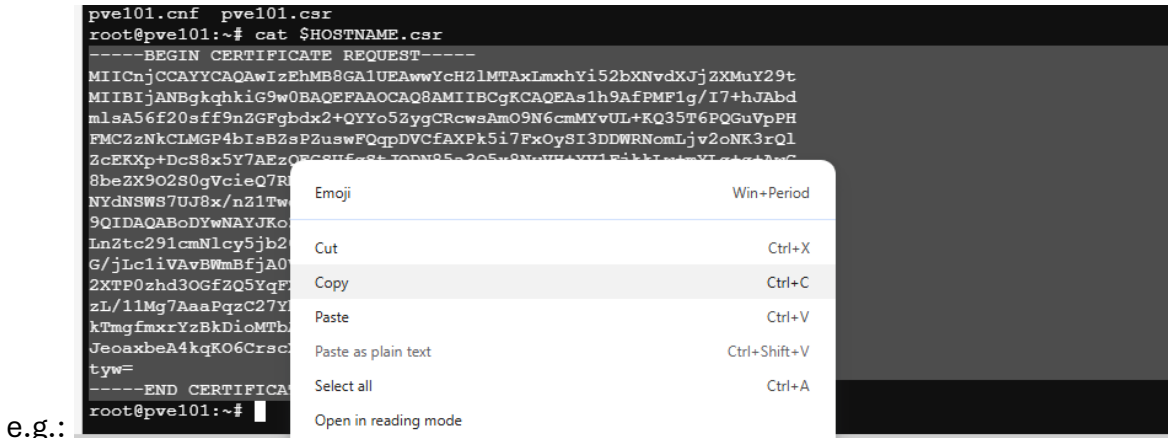 pve101.cnf  pve101.csr
root@pve101:~# cat $HOSTNAME.csr
-----BEGIN CERTIFICATE REQUEST-----
MIICnjCCAYYCAQAwIzEhMB8GA1UEAwwYcHZlMTAxLmxhYi52bXNvdXJjZXMuY29t
MIIBIjANBgkqhkiG9w0BAQEFAAOCAQ8AMIIBCgKCAQEAs1h9AfPMF1g/I7+hJAbd
mlsA56f20sff9nZGFgbdx2+QYYo5ZygCRcwsAmO9N6cmMYvUL+KQ35T6PQGuVpPH
FMCZzNkCLMGP4bIsBZsPZuswFQqpDVCfAXPk5i7FxOySI3DDWRNomLjv2oNK3rQl
8beZX9O2S0gVcieQ7R
NYdNSWS7UJ8x/nZ1Tw
9QIDAQABoDYwNAYJKo
LnZtc291cmNlcy5jb2
G/jLc1iVAvBWmBfjA0
2XTP0zhd3OGfZQ5YqF
zL/11Mg7AaaPqzC27Y
kTmgfmxrYzBkDioMTb
JeoaxbeA4kqKO6Crsc
tyw=
-----END CERTIFICA
root@pve101:~#
Emoji Win+Period
Cut Ctrl+X
Copy Ctrl+C
Paste Ctrl+V
Paste as plain text Ctrl+Shift+V
Select all Ctrl+A
Open in reading mode
e.g.: